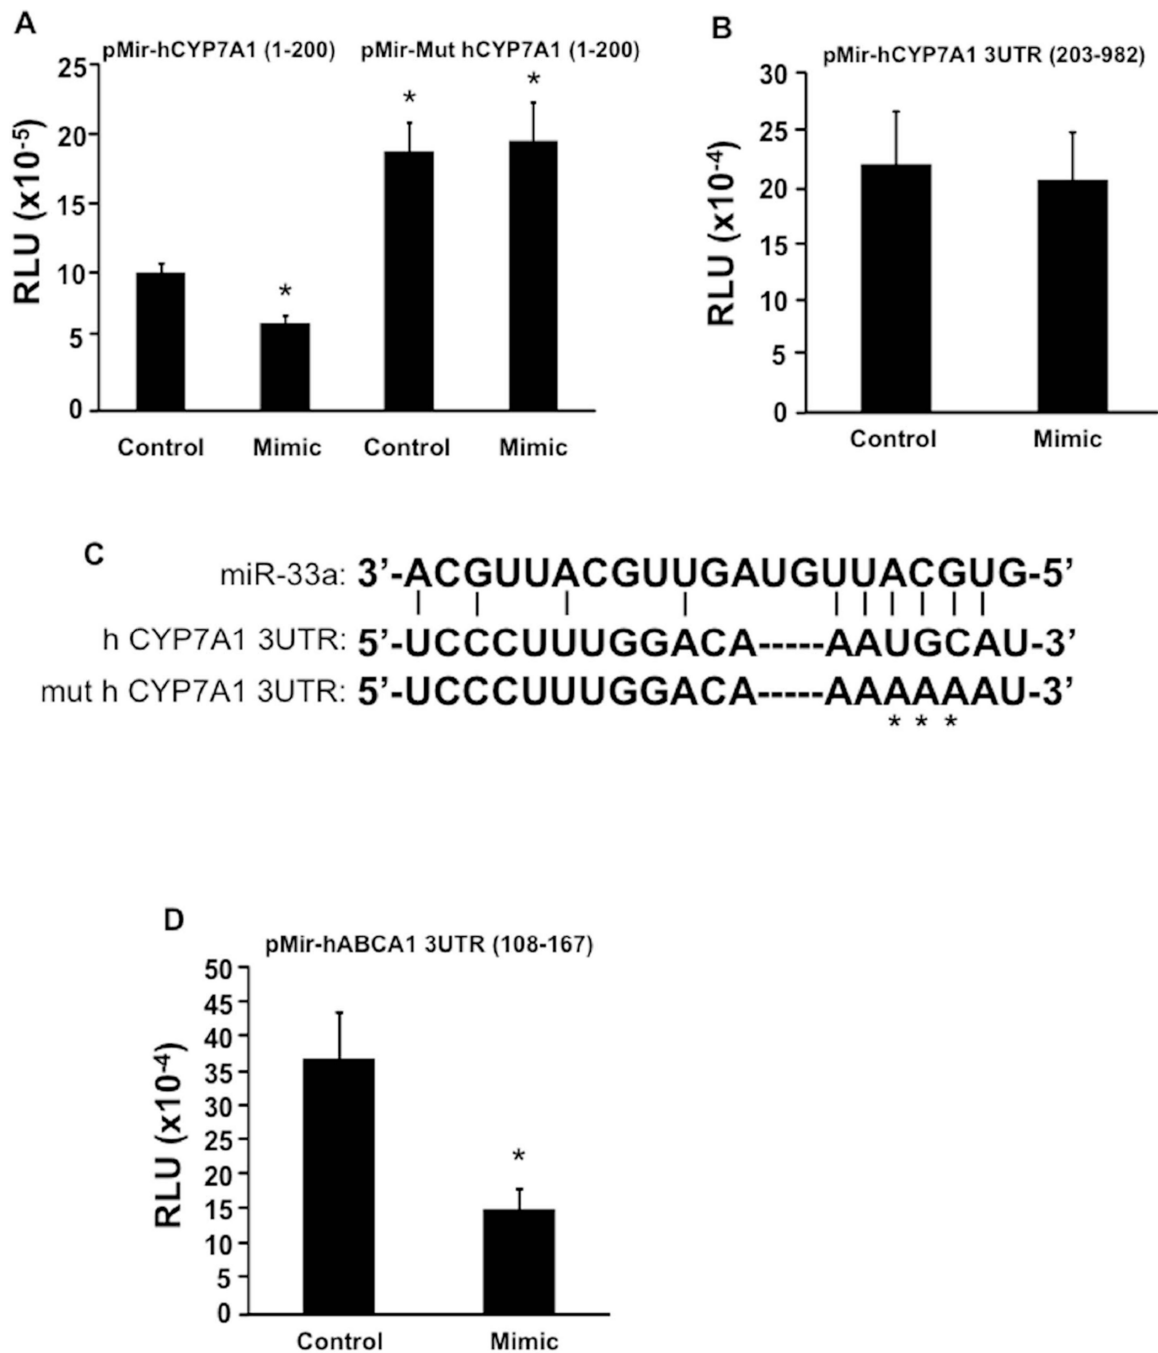 A
pMir-hCYP7A1 (1-200) pMir-Mut hCYP7A1 (1-200)
RLU (x10-5)
25
20
15
10
5
0
*
*
*
Control Mimic Control Mimic
B
pMir-hCYP7A1 3UTR (203-982)
RLU (x10-4)
30
25
20
15
10
5
0
Control Mimic
C
miR-33a: 3’-ACGUUACGUUGAUGUUACGUG-5’
h CYP7A1 3UTR: 5’-UCCCUUUGGACA-----AAUGCAU-3’
mut h CYP7A1 3UTR: 5’-UCCCUUUGGACA-----AAAAAAU-3’
* * *
D
pMir-hABCA1 3UTR (108-167)
RLU (x10-4)
50
45
40
35
30
25
20
15
10
5
0
*
Control Mimic